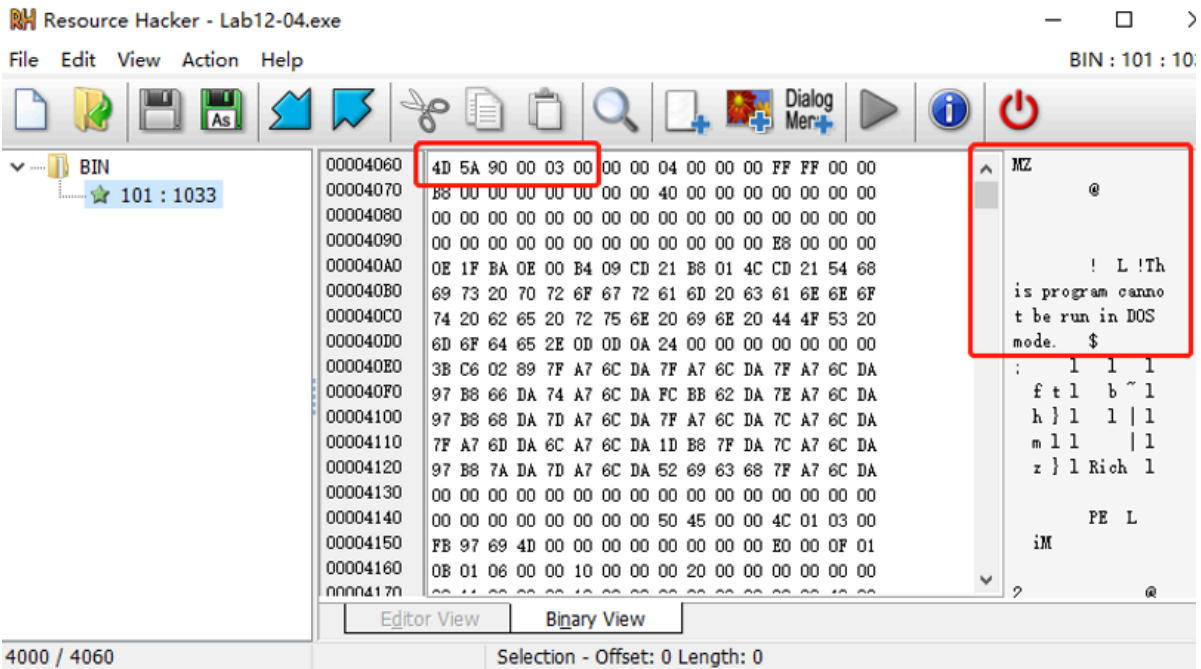 Resource Hacker - Lab12-04.exe
File Edit View Action Help
BIN : 101 : 103
As
Dialog
Men
BIN
101 : 1033
00004060 4D 5A 90 00 03 00 00 00 04 00 00 00 FF FF 00 00 MZ
00004070 B8 00 00 00 00 00 00 00 40 00 00 00 00 00 00 00 @
00004080 00 00 00 00 00 00 00 00 00 00 00 00 00 00 00 00
00004090 00 00 00 00 00 00 00 00 00 00 00 00 E8 00 00 00
000040A0 0E 1F BA 0E 00 B4 09 CD 21 B8 01 4C CD 21 54 68 ! L !Th
000040B0 69 73 20 70 72 6F 67 72 61 6D 20 63 61 6E 6E 6F is program canno
000040C0 74 20 62 65 20 72 75 6E 20 69 6E 20 44 4F 53 20 t be run in DOS
000040D0 6D 6F 64 65 2E 0D 0D 0A 24 00 00 00 00 00 00 00 mode. $
000040E0 3B C6 02 89 7F A7 6C DA 7F A7 6C DA 7F A7 6C DA ; l l l
000040F0 97 B8 66 DA 74 A7 6C DA FC BB 62 DA 7E A7 6C DA f t l b ~ l
00004100 97 B8 68 DA 7D A7 6C DA 7F A7 6C DA 7C A7 6C DA h } l l | l
00004110 7F A7 6D DA 6C A7 6C DA 1D B8 7F DA 7C A7 6C DA m l l | l
00004120 97 B8 7A DA 7D A7 6C DA 52 69 63 68 7F A7 6C DA z } l Rich l
00004130 00 00 00 00 00 00 00 00 00 00 00 00 00 00 00 00
00004140 00 00 00 00 00 00 00 00 50 45 00 00 4C 01 03 00 PE L
00004150 FB 97 69 4D 00 00 00 00 00 00 00 00 E0 00 0F 01 iM
00004160 0B 01 06 00 00 10 00 00 00 20 00 00 00 00 00 00
00004170
Editor View Binary View
4000 / 4060 Selection - Offset: 0 Length: 0